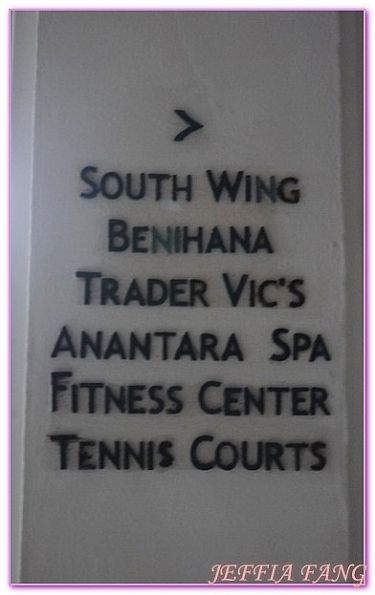 >
SOUTH WING
BENIHANA
TRADER VIC'S
ANANTARA SPA
FITNESS CENTER
TENNIS COURTS
JEFFIA FANG